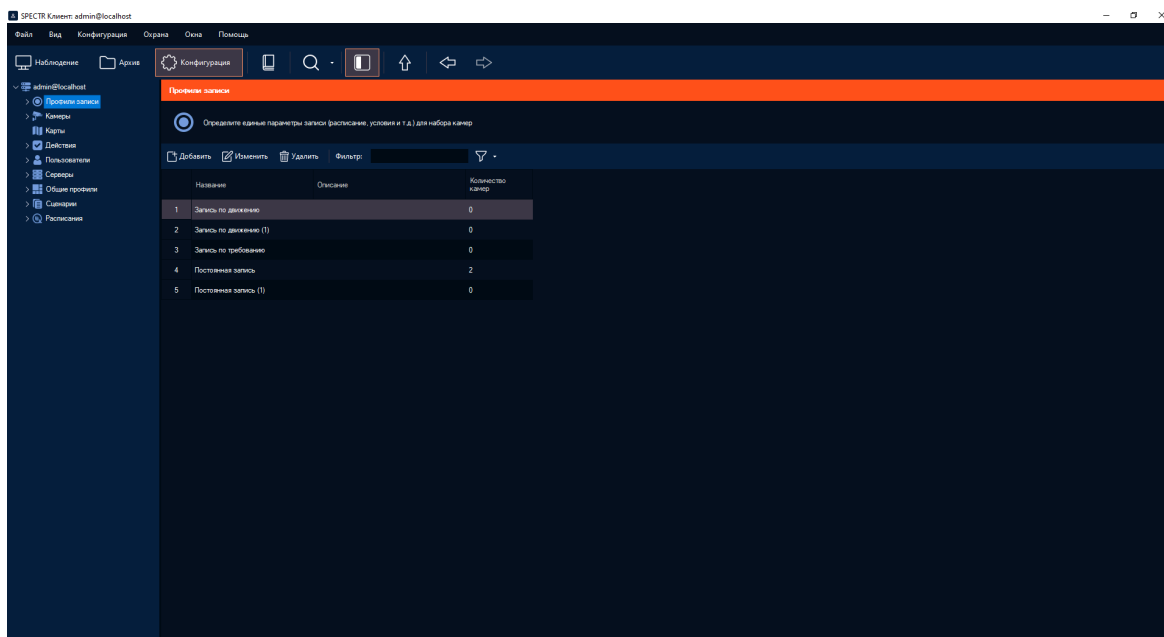 SPECTR Клиент: admin@localhost
Файл Вид Конфигурация Охрана Окна Помощь
Наблюдение Архив Конфигурация
admin@localhost
Профили записи
Камеры
Карты
Действия
Пользователи
Серверы
Общие профили
Сценарии
Расписания
Профили записи
Определите единые параметры записи (расписание, условия и т.д.) для набора камер
Добавить Изменить Удалить Фильтр:
Название Описание Количество камер
1 Запись по движению 0
2 Запись по движению (1) 0
3 Запись по требованию 0
4 Постоянная запись 2
5 Постоянная запись (1) 0